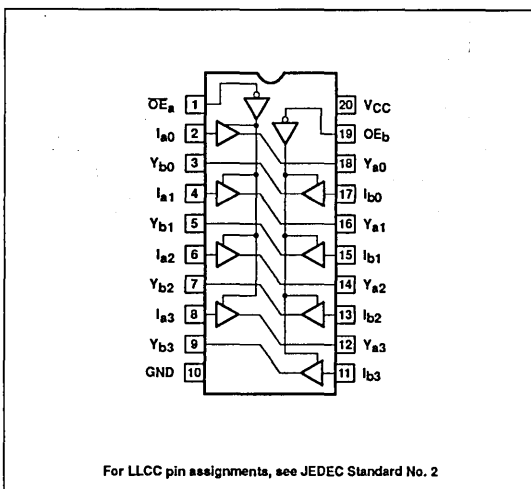 OEa 1 20 VCC
Ia0 2 19 OEb
Yb0 3 18 Ya0
Ia1 4 17 Ib0
Yb1 5 16 Ya1
Ia2 6 15 Ib1
Yb2 7 14 Ya2
Ia3 8 13 Ib2
Yb3 9 12 Ya3
GND 10 11 Ib3
For LLCC pin assignments, see JEDEC Standard No. 2